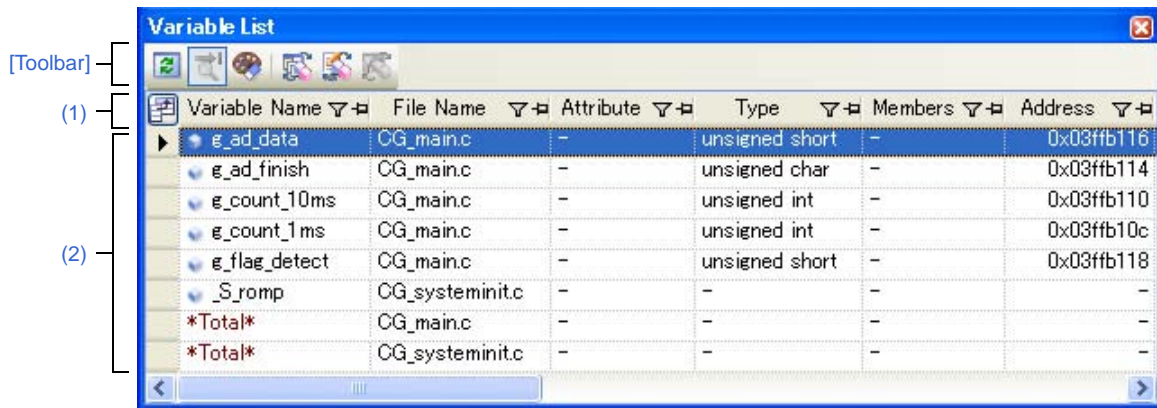 Variable List
[Toolbar]
(1)
Variable Name File Name Attribute Type Members Address
g_ad_data CG_main.c - unsigned short - 0x03ffb116
g_ad_finish CG_main.c - unsigned char - 0x03ffb114
g_count_10ms CG_main.c - unsigned int - 0x03ffb110
g_count_1ms CG_main.c - unsigned int - 0x03ffb10c
(2)
g_flag_detect CG_main.c - unsigned short - 0x03ffb118
_S_romp CG_systeminit.c - - - -
*Total* CG_main.c - - - -
*Total* CG_systeminit.c - - - -